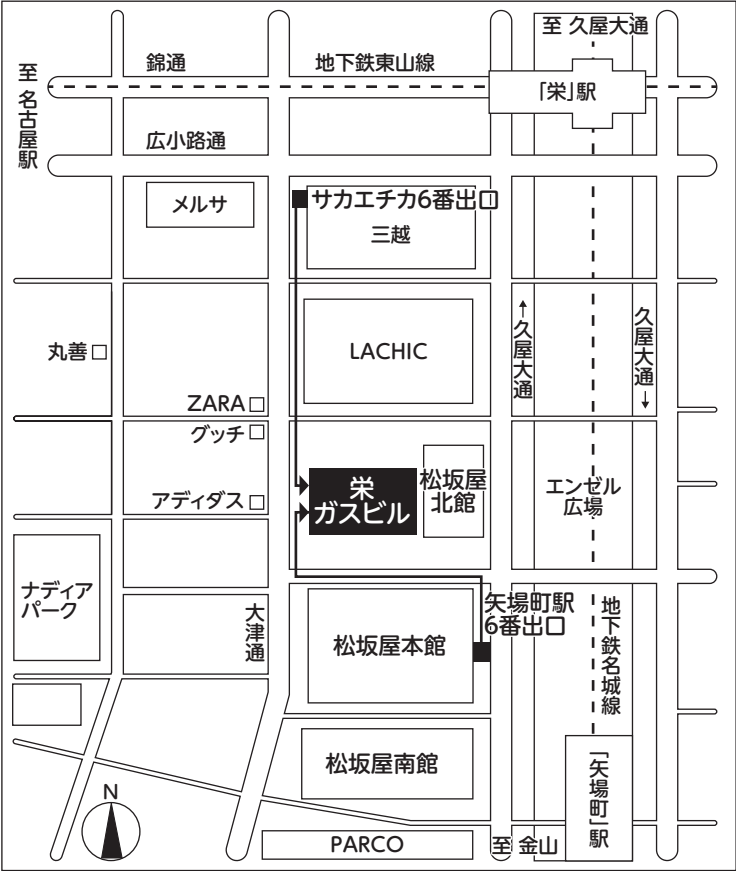 至 久屋大通
錦通
地下鉄東山線
至 名古屋駅
「栄」駅
広小路通
メルサ
サカエチカ6番出口
三越
↑久屋大通
久屋大通↓
丸善
LACHIC
ZARA
グッチ
アディダス
栄
ガスビル
松坂屋
北館
エンゼル
広場
ナディア
パーク
大津通
松坂屋本館
矢場町駅
6番出口
地下鉄名城線
松坂屋南館
「矢場町」駅
N
PARCO
至 金山